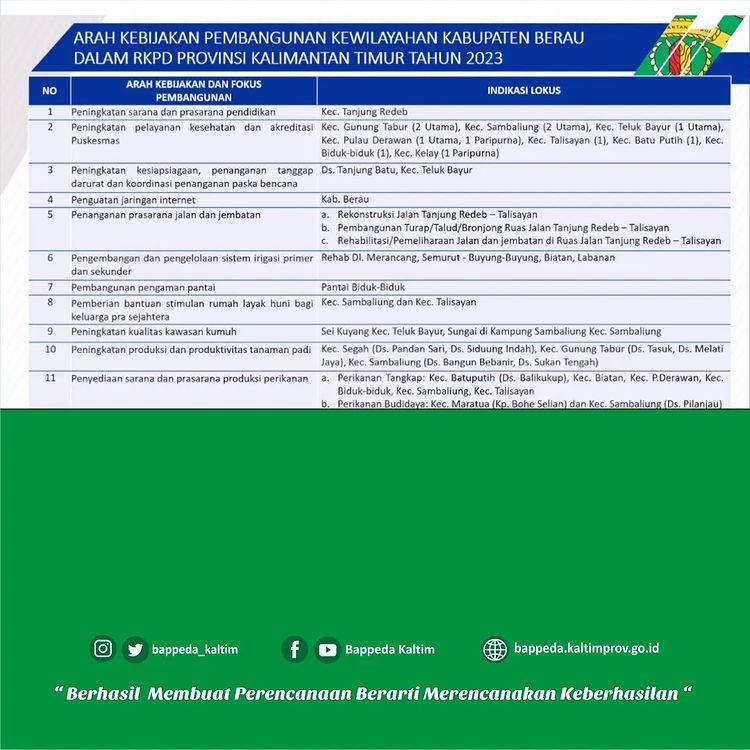 ARAH KEBIJAKAN PEMBANGUNAN KEWILAYAHAN KABUPATEN BERAU
DALAM RKPD PROVINSI KALIMANTAN TIMUR TAHUN 2023
NO
ARAH KEBIJAKAN DAN FOKUS
PEMBANGUNAN
INDIKASI LOKUS
1 Peningkatan sarana dan prasarana pendidikan Kec. Tanjung Redeb
2 Peningkatan pelayanan kesehatan dan akreditasi Kec. Gunung Tabur (2 Utama), Kec. Sambaliung (2 Utama), Kec. Teluk Bayur (1 Utama),
Puskesmas Kec. Pulau Derawan (1 Utama, 1 Paripurna), Kec. Talisayan (1), Kec. Batu Putih (1), Kec.
Biduk-biduk (1), Kec. Kelay (1 Paripurna)
3 Peningkatan kesiapsiagaan, penanganan tanggap Ds. Tanjung Batu, Kec. Teluk Bayur
darurat dan koordinasi penanganan paska bencana
4 Penguatan jaringan internet Kab. Berau
5 Penanganan prasarana jalan dan jembatan a. Rekonstruksi Jalan Tanjung Redeb – Talisayan
b. Pembangunan Turap/Talud/Bronjong Ruas Jalan Tanjung Redeb – Talisayan
c. Rehabilitasi/Pemeliharaan Jalan dan jembatan di Ruas Jalan Tanjung Redeb – Talisayan
6 Pengembangan dan pengelolaan sistem irigasi primer Rehab DI. Merancang, Semurut - Buyung-Buyung, Biatan, Labanan
dan sekunder
7 Pembangunan pengaman pantai Pantai Biduk-Biduk
8 Pemberian bantuan stimulan rumah layak huni bagi Kec. Sambaliung dan Kec. Talisayan
keluarga pra sejahtera
9 Peningkatan kualitas kawasan kumuh Sei Kuyang Kec. Teluk Bayur, Sungai di Kampung Sambaliung Kec. Sambaliung
10 Peningkatan produksi dan produktivitas tanaman padi Kec. Segah (Ds. Pandan Sari, Ds. Siduung Indah), Kec. Gunung Tabur (Ds. Tasuk, Ds. Melati
Jaya), Kec. Sambaliung (Ds. Bangun Bebanir, Ds. Sukan Tengah)
11 Penyediaan sarana dan prasarana produksi perikanan a. Perikanan Tangkap: Kec. Batuputih (Ds. Balikukup), Kec. Biatan, Kec. P.Derawan, Kec.
Biduk-biduk, Kec. Sambaliung, Kec. Talisayan
b. Perikanan Budidaya: Kec. Maratua (Kp. Bohe Selian) dan Kec. Sambaliung (Ds. Pilanjau)
bappeda_kaltim Bappeda Kaltim bappeda.kaltimprov.go.id
“ Berhasil Membuat Perencanaan Berarti Merencanakan Keberhasilan “